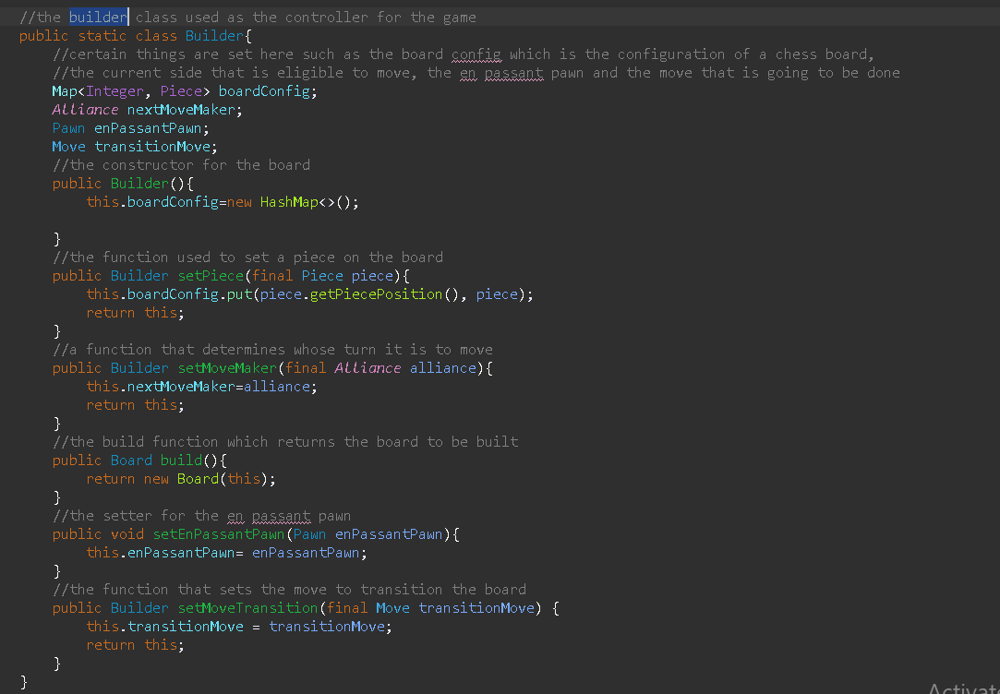 //the builder class used as the controller for the game
public static class Builder{
//certain things are set here such as the board config which is the configuration of a chess board,
//the current side that is eligible to move, the en passant pawn and the move that is going to be done
Map<Integer, Piece> boardConfig;
Alliance nextMoveMaker;
Pawn enPassantPawn;
Move transitionMove;
//the constructor for the board
public Builder(){
this.boardConfig=new HashMap<>();
}
//the function used to set a piece on the board
public Builder setPiece(final Piece piece){
this.boardConfig.put(piece.getPiecePosition(), piece);
return this;
}
//a function that determines whose turn it is to move
public Builder setMoveMaker(final Alliance alliance){
this.nextMoveMaker=alliance;
return this;
}
//the build function which returns the board to be built
public Board build(){
return new Board(this);
}
//the setter for the en passant pawn
public void setEnPassantPawn(Pawn enPassantPawn){
this.enPassantPawn= enPassantPawn;
}
//the function that sets the move to transition the board
public Builder setMoveTransition(final Move transitionMove) {
this.transitionMove = transitionMove;
return this;
}
}